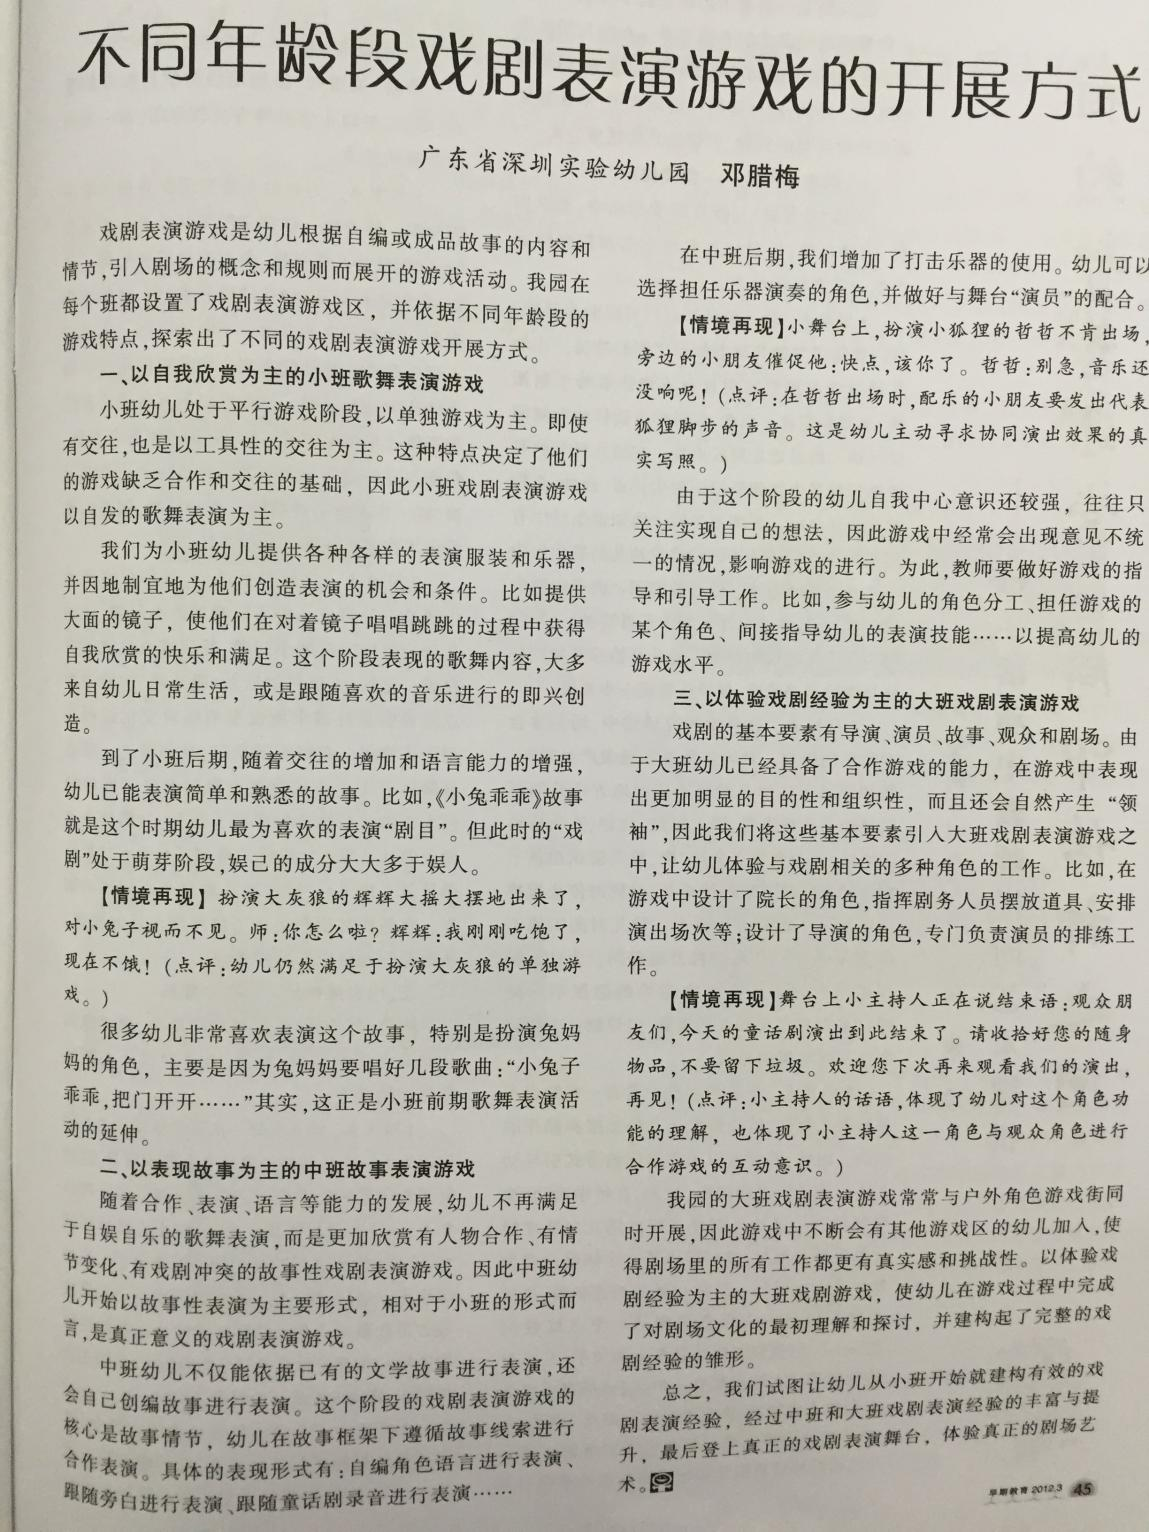 不同年龄段戏剧表演游戏的开展方式
广东省深圳实验幼儿园 邓腊梅
戏剧表演游戏是幼儿根据自编或成品故事的内容和
情节,引入剧场的概念和规则而展开的游戏活动。我园在
每个班都设置了戏剧表演游戏区，并依据不同年龄段的
游戏特点,探索出了不同的戏剧表演游戏开展方式。
一、以自我欣赏为主的小班歌舞表演游戏
小班幼儿处于平行游戏阶段,以单独游戏为主。即使
有交往,也是以工具性的交往为主。这种特点决定了他们
的游戏缺乏合作和交往的基础，因此小班戏剧表演游戏
以自发的歌舞表演为主。
我们为小班幼儿提供各种各样的表演服装和乐器，
并因地制宜地为他们创造表演的机会和条件。比如提供
大面的镜子，使他们在对着镜子唱唱跳跳的过程中获得
自我欣赏的快乐和满足。这个阶段表现的歌舞内容,大多
来自幼儿日常生活，或是跟随喜欢的音乐进行的即兴创
造。
到了小班后期,随着交往的增加和语言能力的增强，
幼儿已能表演简单和熟悉的故事。比如,《小兔乖乖》故事
就是这个时期幼儿最为喜欢的表演“剧目”。但此时的“戏
剧”处于萌芽阶段,娱己的成分大大多于娱人。
【情境再现】扮演大灰狼的辉辉大摇大摆地出来了，
对小兔子视而不见。师:你怎么啦？辉辉:我刚刚吃饱了，
现在不饿！(点评:幼儿仍然满足于扮演大灰狼的单独游
戏。)
很多幼儿非常喜欢表演这个故事，特别是扮演兔妈
妈的角色，主要是因为兔妈妈要唱好几段歌曲:“小兔子
乖乖,把门开开……”其实,这正是小班前期歌舞表演活
动的延伸。
二、以表现故事为主的中班故事表演游戏
随着合作、表演、语言等能力的发展,幼儿不再满足
于自娱自乐的歌舞表演,而是更加欣赏有人物合作、有情
节变化、有戏剧冲突的故事性戏剧表演游戏。因此中班幼
儿开始以故事性表演为主要形式，相对于小班的形式而
言,是真正意义的戏剧表演游戏。
中班幼儿不仅能依据已有的文学故事进行表演,还
会自己创编故事进行表演。这个阶段的戏剧表演游戏的
核心是故事情节，幼儿在故事框架下遵循故事线索进行
合作表演。具体的表现形式有:自编角色语言进行表演、
跟随旁白进行表演、跟随童话剧录音进行表演……
在中班后期,我们增加了打击乐器的使用。幼儿可以
选择担任乐器演奏的角色,并做好与舞台“演员”的配合。
【情境再现】小舞台上,扮演小狐狸的哲哲不肯出场，
旁边的小朋友催促他:快点,该你了。哲哲:别急,音乐还
没响呢！(点评:在哲哲出场时,配乐的小朋友要发出代表
狐狸脚步的声音。这是幼儿主动寻求协同演出效果的真
实写照。)
由于这个阶段的幼儿自我中心意识还较强，往往只
关注实现自己的想法，因此游戏中经常会出现意见不统
一的情况,影响游戏的进行。为此,教师要做好游戏的指
导和引导工作。比如,参与幼儿的角色分工、担任游戏的
某个角色、间接指导幼儿的表演技能……以提高幼儿的
游戏水平。
三、以体验戏剧经验为主的大班戏剧表演游戏
戏剧的基本要素有导演、演员、故事、观众和剧场。由
于大班幼儿已经具备了合作游戏的能力，在游戏中表现
出更加明显的目的性和组织性，而且还会自然产生“领
袖”,因此我们将这些基本要素引入大班戏剧表演游戏之
中,让幼儿体验与戏剧相关的多种角色的工作。比如,在
游戏中设计了院长的角色,指挥剧务人员摆放道具、安排
演出场次等;设计了导演的角色,专门负责演员的排练工
作。
【情境再现】舞台上小主持人正在说结束语:观众朋
友们,今天的童话剧演出到此结束了。请收拾好您的随身
物品,不要留下垃圾。欢迎您下次再来观看我们的演出，
再见！(点评:小主持人的话语,体现了幼儿对这个角色功
能的理解，也体现了小主持人这一角色与观众角色进行
合作游戏的互动意识。)
我园的大班戏剧表演游戏常常与户外角色游戏街同
时开展,因此游戏中不断会有其他游戏区的幼儿加入,使
得剧场里的所有工作都更有真实感和挑战性。以体验戏
剧经验为主的大班戏剧游戏，使幼儿在游戏过程中完成
了对剧场文化的最初理解和探讨，并建构起了完整的戏
剧经验的雏形。
总之，我们试图让幼儿从小班开始就建构有效的戏
剧表演经验，经过中班和大班戏剧表演经验的丰富与提
升，最后登上真正的戏剧表演舞台，体验真正的剧场艺
术。
早期教育 2012.3 45